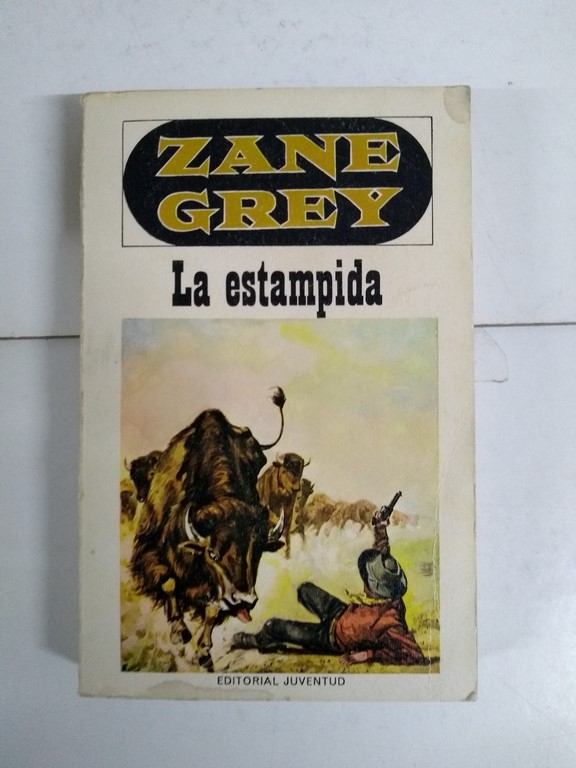 ZANE
GREY
La estampida
EDITORIAL JUVENTUD